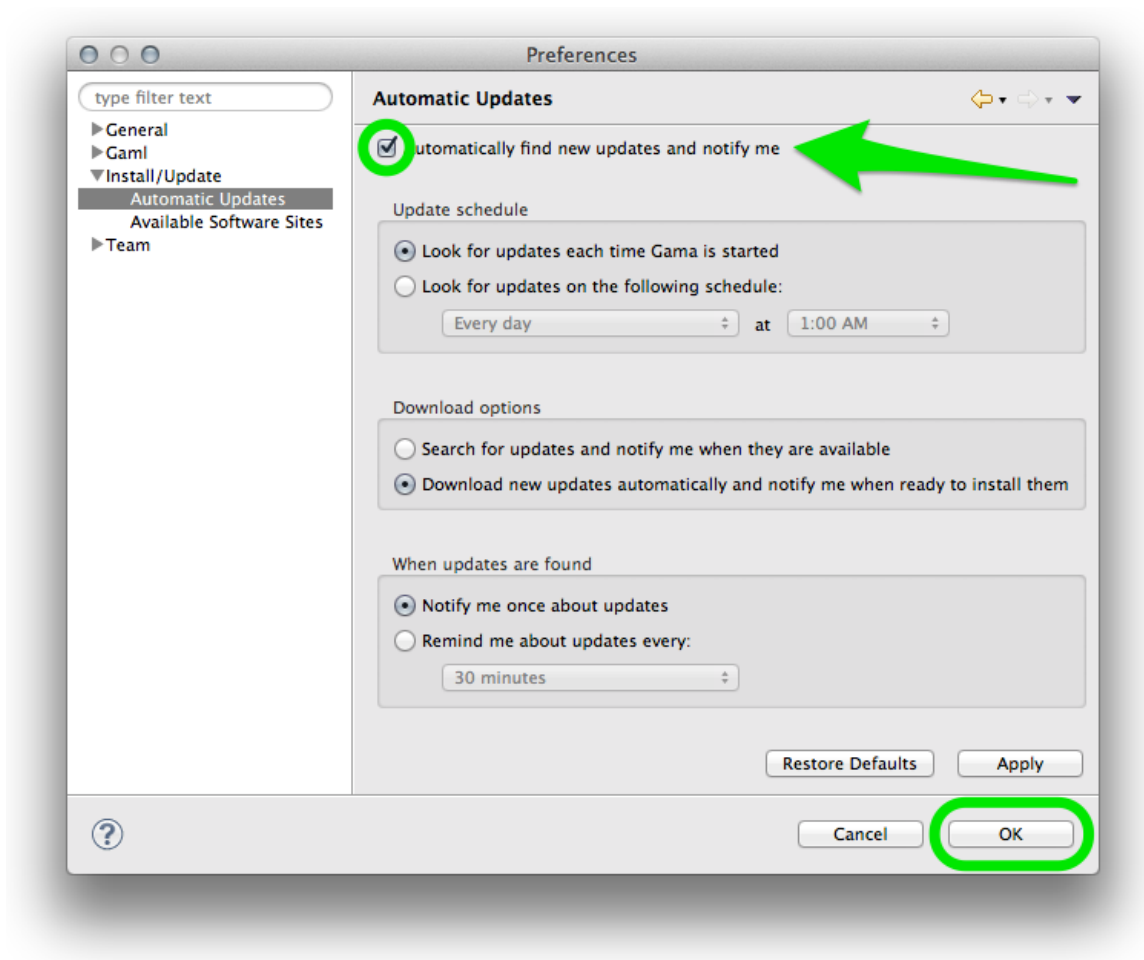 Preferences
type filter text
General
Gaml
Install/Update
Automatic Updates
Available Software Sites
Team
Automatic Updates
utomatically find new updates and notify me
Update schedule
Look for updates each time Gama is started
Look for updates on the following schedule:
Every day at 1:00 AM
Download options
Search for updates and notify me when they are available
Download new updates automatically and notify me when ready to install them
When updates are found
Notify me once about updates
Remind me about updates every:
30 minutes
Restore Defaults Apply
? Cancel OK